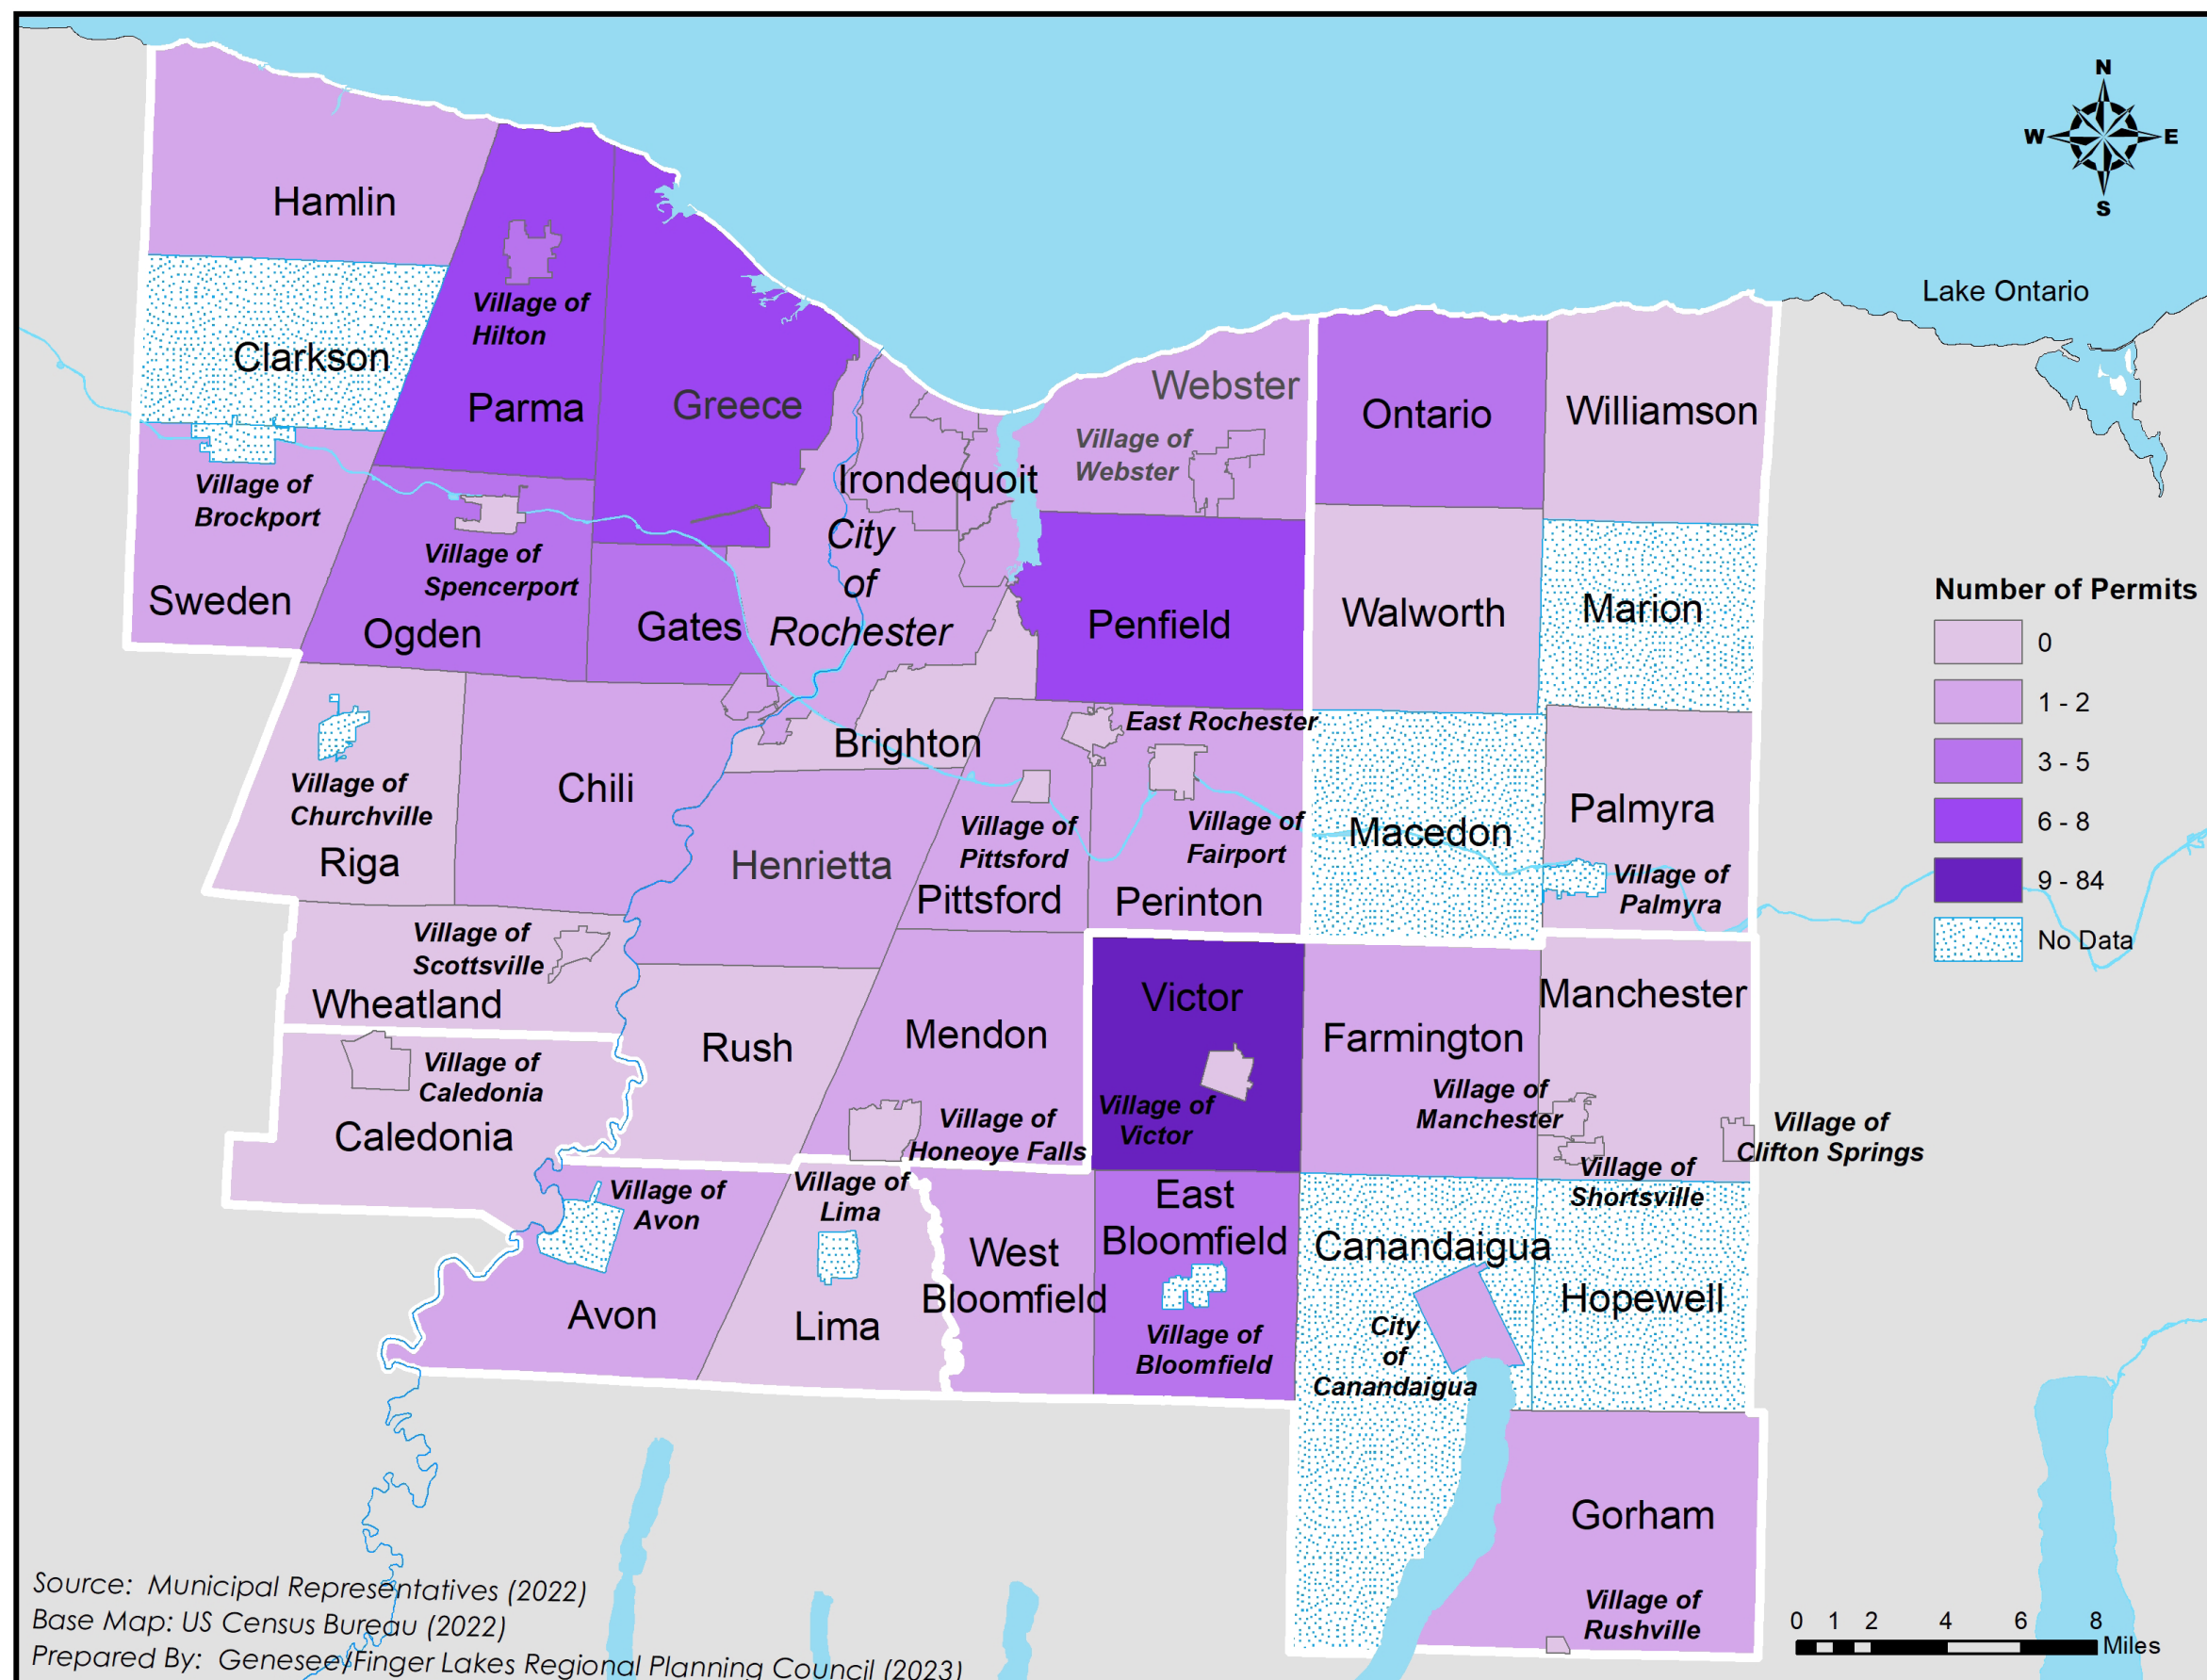 N
W
E
S
Lake Ontario
Hamlin
Village of
Hilton
Clarkson
Parma
Greece
Webster
Village of
Webster
Ontario
Williamson
Irondequoit
Village of
Brockport
City
of
Rochester
Village of
Spencerport
Sweden
Ogden
Gates
Penfield
Walworth
Marion
Number of Permits
0
1 - 2
3 - 5
6 - 8
9 - 84
No Data
East Rochester
Brighton
Village of
Churchville
Chili
Riga
Henrietta
Village of
Pittsford
Village of
Fairport
Pittsford
Perinton
Macedon
Palmyra
Village of
Palmyra
Village of
Scottsville
Wheatland
Victor
Manchester
Rush
Mendon
Farmington
Village of
Caledonia
Caledonia
Village of
Honeoye Falls
Village of
Victor
Village of
Manchester
Village of
Clifton Springs
Village of
Shortsville
Village of
Avon
Village of
Lima
East
Bloomfield
Canandaigua
West
Bloomfield
Hopewell
Avon
Lima
Village of
Bloomfield
City
of
Canandaigua
Gorham
Village of
Rushville
0 1 2 4 6 8
Miles
Source: Municipal Representatives (2022)
Base Map: US Census Bureau (2022)
Prepared By: Genesee/Finger Lakes Regional Planning Council (2023)